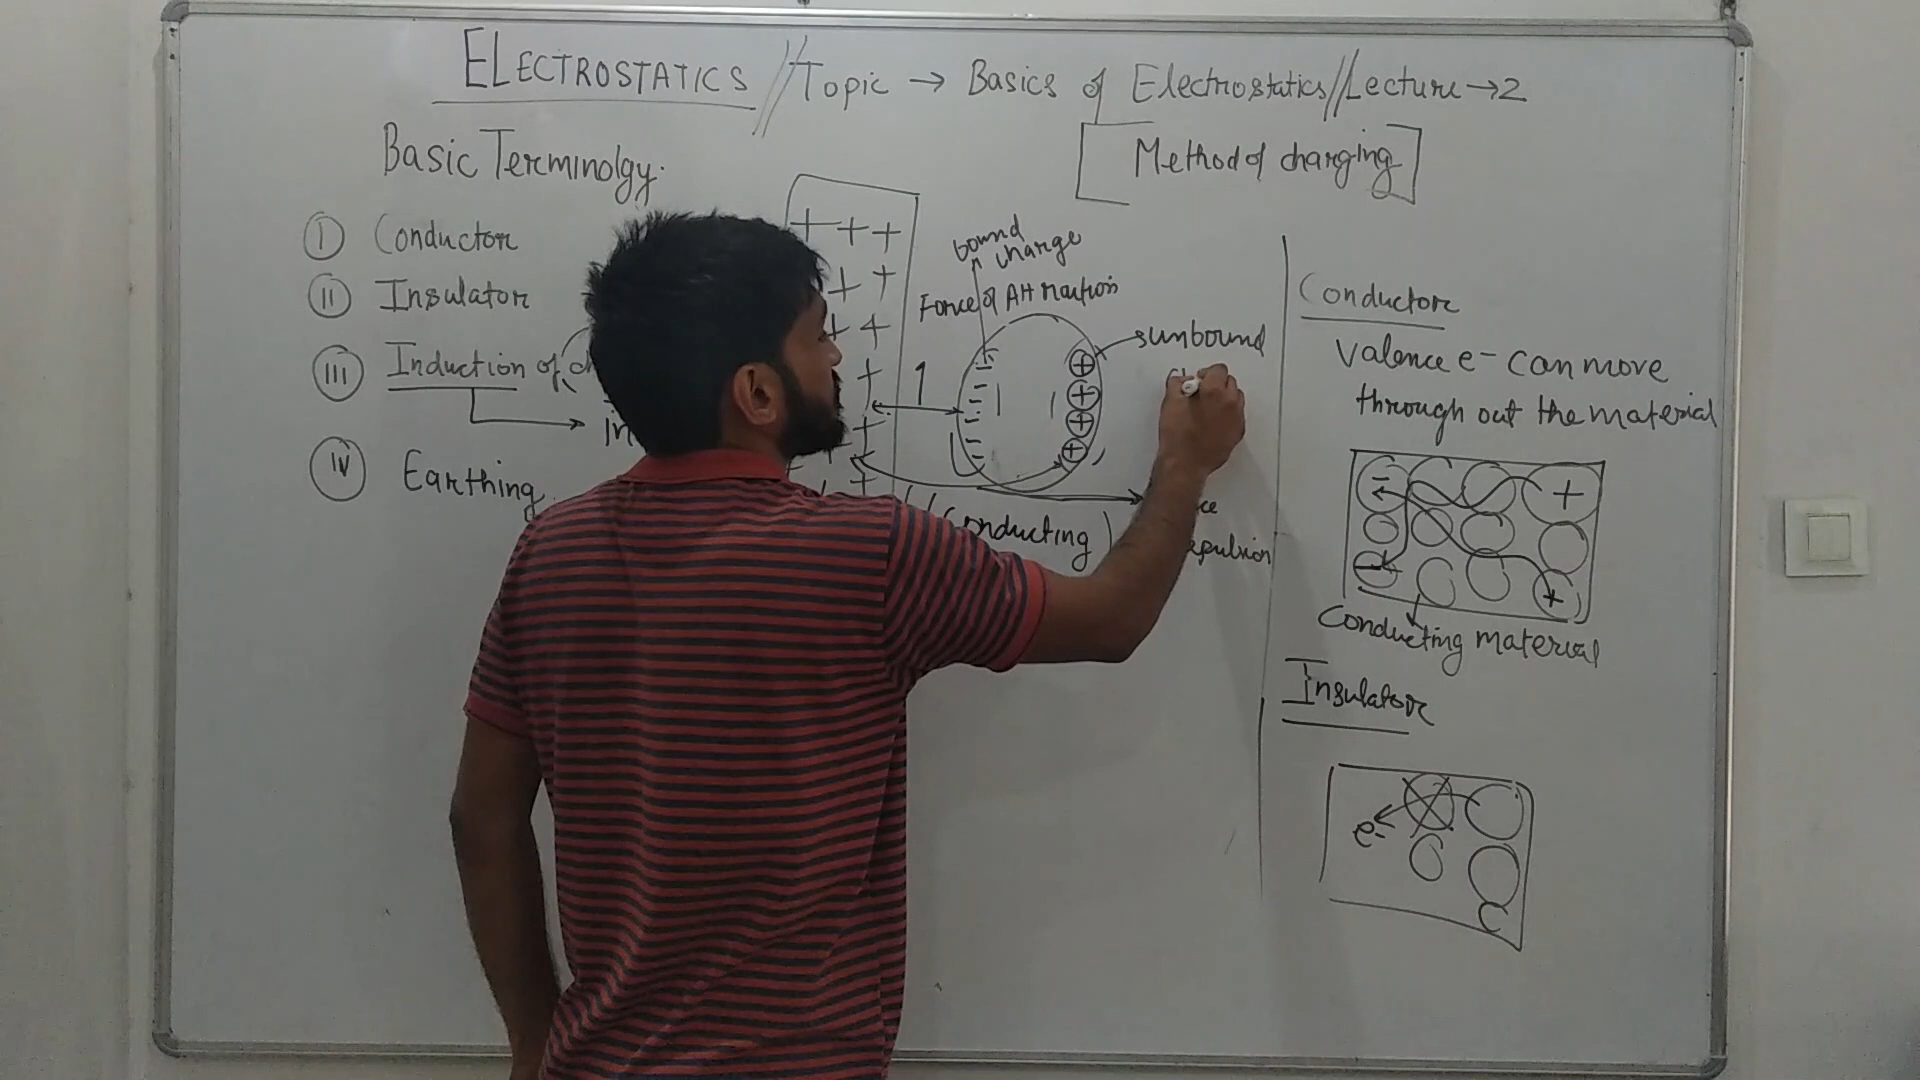 ELECTROSTATICS // Topic → Basics of Electrostatics // Lecture → 2
Basic Terminolgy.
[Method of charging]
I Conductor
II Insulator
III Induction of
IV Earthing
+ + +
+ +
+ +
+
+
+
bound
charge
Force of Attraction
unbound
(Conducting)
Conductor
Valence e- can move
through out the material
- +
- +
Conducting material
Insulator
e-